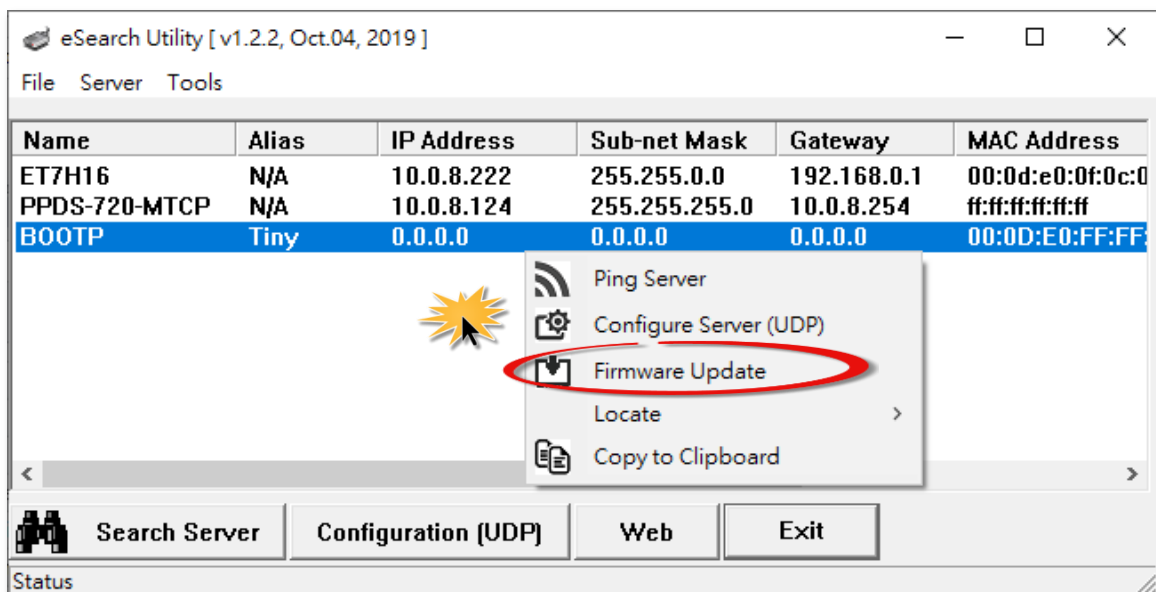 eSearch Utility [ v1.2.2, Oct.04, 2019 ]
File Server Tools
Name Alias IP Address Sub-net Mask Gateway MAC Address
ET7H16 N/A 10.0.8.222 255.255.0.0 192.168.0.1 00:0d:e0:0f:0c:0
PPDS-720-MTCP N/A 10.0.8.124 255.255.255.0 10.0.8.254 ff:ff:ff:ff:ff:ff
BOOTP Tiny 0.0.0.0 0.0.0.0 0.0.0.0 00:0D:E0:FF:FF:
Ping Server
Configure Server (UDP)
Firmware Update
Locate
Copy to Clipboard
Search Server Configuration (UDP) Web Exit
Status